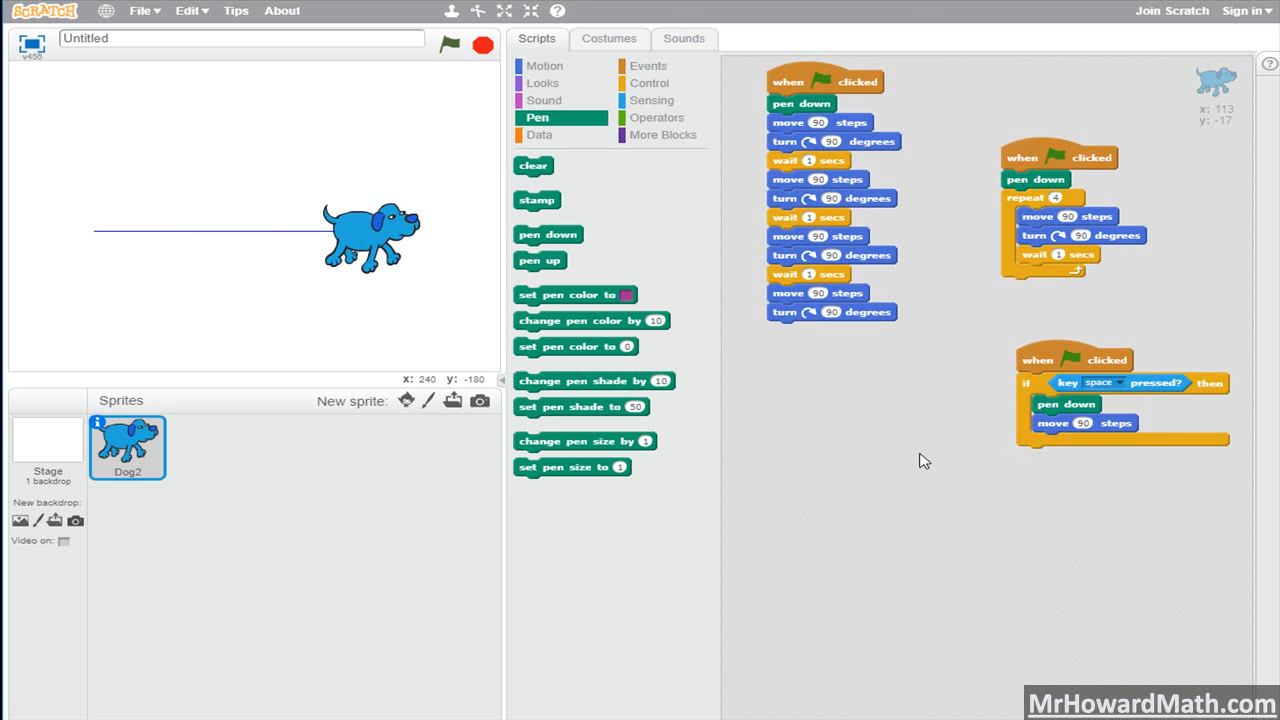 SCRATCH File Edit Tips About Join Scratch Sign in
Untitled
v456
x: 240 y: -180
Sprites New sprite:
Stage
1 backdrop
New backdrop:
Video on:
Dog2
Scripts Costumes Sounds
Motion Events
Looks Control
Sound Sensing
Pen Operators
Data More Blocks
clear
stamp
pen down
pen up
set pen color to
change pen color by 10
set pen color to 0
change pen shade by 10
set pen shade to 50
change pen size by 1
set pen size to 1
when clicked
pen down
move 90 steps
turn 90 degrees
wait 1 secs
move 90 steps
turn 90 degrees
wait 1 secs
move 90 steps
turn 90 degrees
wait 1 secs
move 90 steps
turn 90 degrees
x: 113
y: -17
when clicked
pen down
repeat 4
move 90 steps
turn 90 degrees
wait 1 secs
when clicked
if key space pressed? then
pen down
move 90 steps
MrHowardMath.com